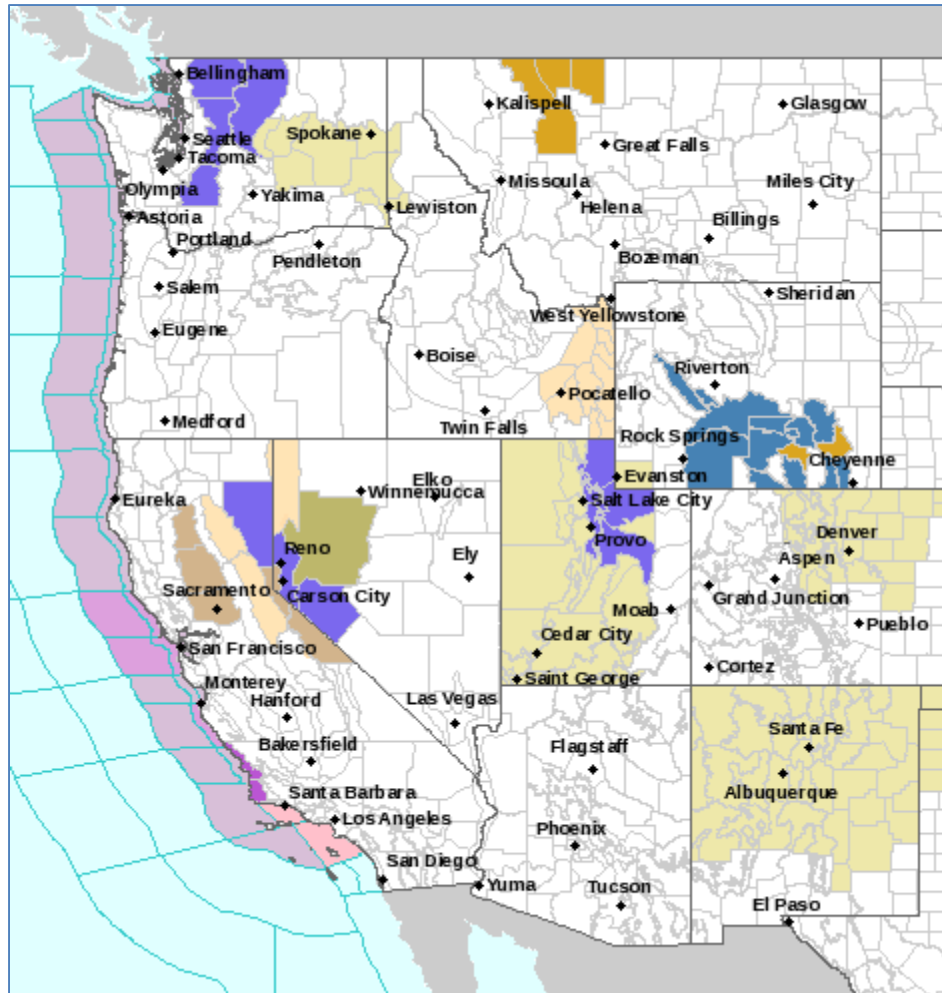 Bellingham
Kalispell
Glasgow
Seattle
Spokane
Great Falls
Tacoma
Olympia
Yakima
Missoula
Miles City
Lewiston
Helena
Astoria
Billings
Portland
Pendleton
Bozeman
Salem
Sheridan
West Yellowstone
Eugene
Boise
Riverton
Pocatello
Medford
Twin Falls
Rock Springs
Cheyenne
Elko
Evanston
Winnemucca
Eureka
Salt Lake City
Denver
Provo
Reno
Ely
Aspen
Sacramento
Carson City
Grand Junction
Moab
Pueblo
Cedar City
San Francisco
Cortez
Saint George
Monterey
Hanford
Las Vegas
Santa Fe
Bakersfield
Flagstaff
Santa Barbara
Albuquerque
Los Angeles
Phoenix
San Diego
Yuma
Tucson
El Paso